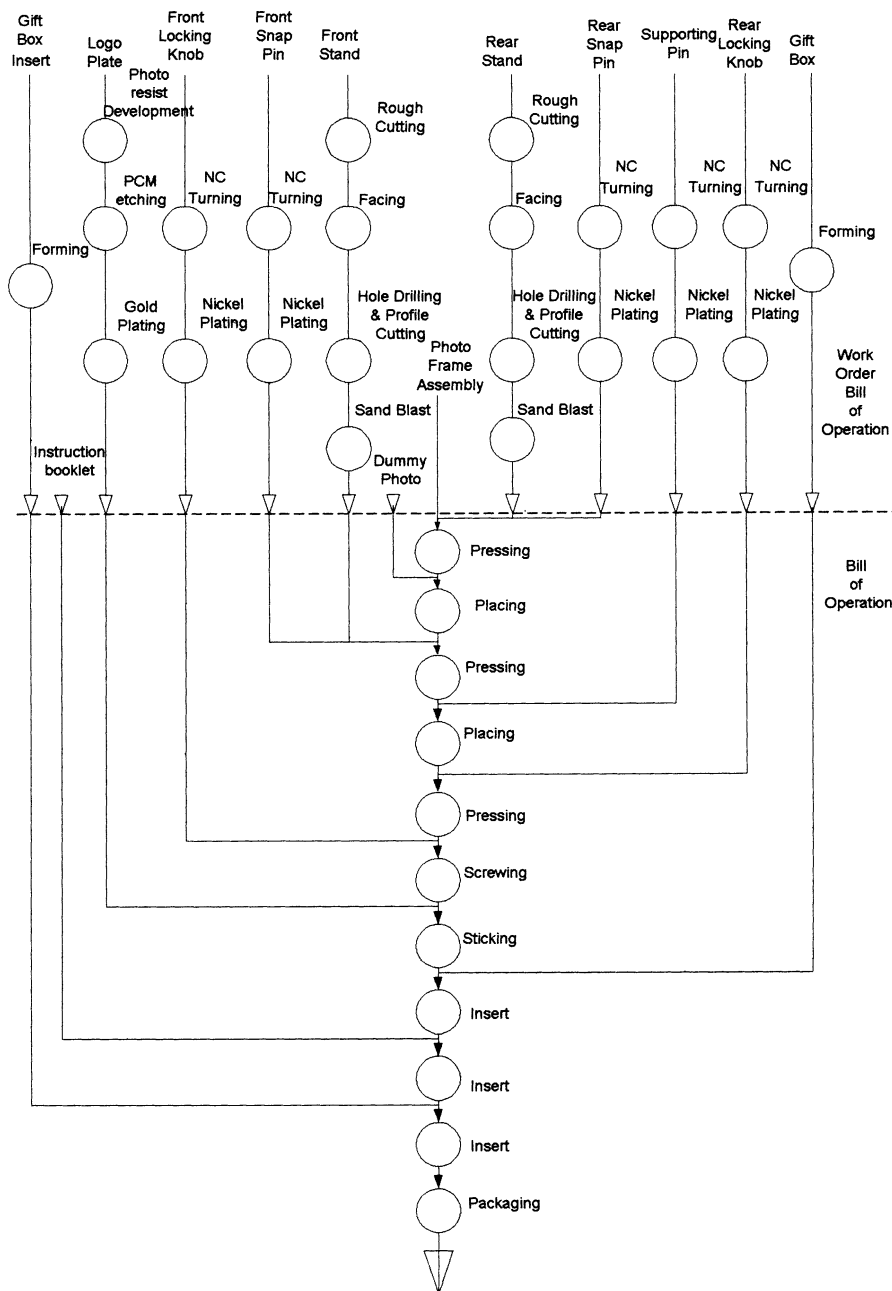 Gift
Box
Insert
Logo
Plate
Front
Locking
Knob
Front
Snap
Pin
Front
Stand
Rear
Stand
Rear
Snap
Pin
Supporting
Pin
Rear
Locking
Knob
Gift
Box
Photo
resist
Development
Rough
Cutting
Rough
Cutting
PCM
etching
NC
Turning
NC
Turning
Facing
Facing
NC
Turning
NC
Turning
NC
Turning
Forming
Forming
Gold
Plating
Nickel
Plating
Nickel
Plating
Hole Drilling
& Profile
Cutting
Photo
Frame
Assembly
Hole Drilling
& Profile
Cutting
Nickel
Plating
Nickel
Plating
Nickel
Plating
Work
Order
Bill
of
Operation
Sand Blast
Sand Blast
Instruction
booklet
Dummy
Photo
Pressing
Bill
of
Operation
Placing
Pressing
Placing
Pressing
Screwing
Sticking
Insert
Insert
Insert
Packaging